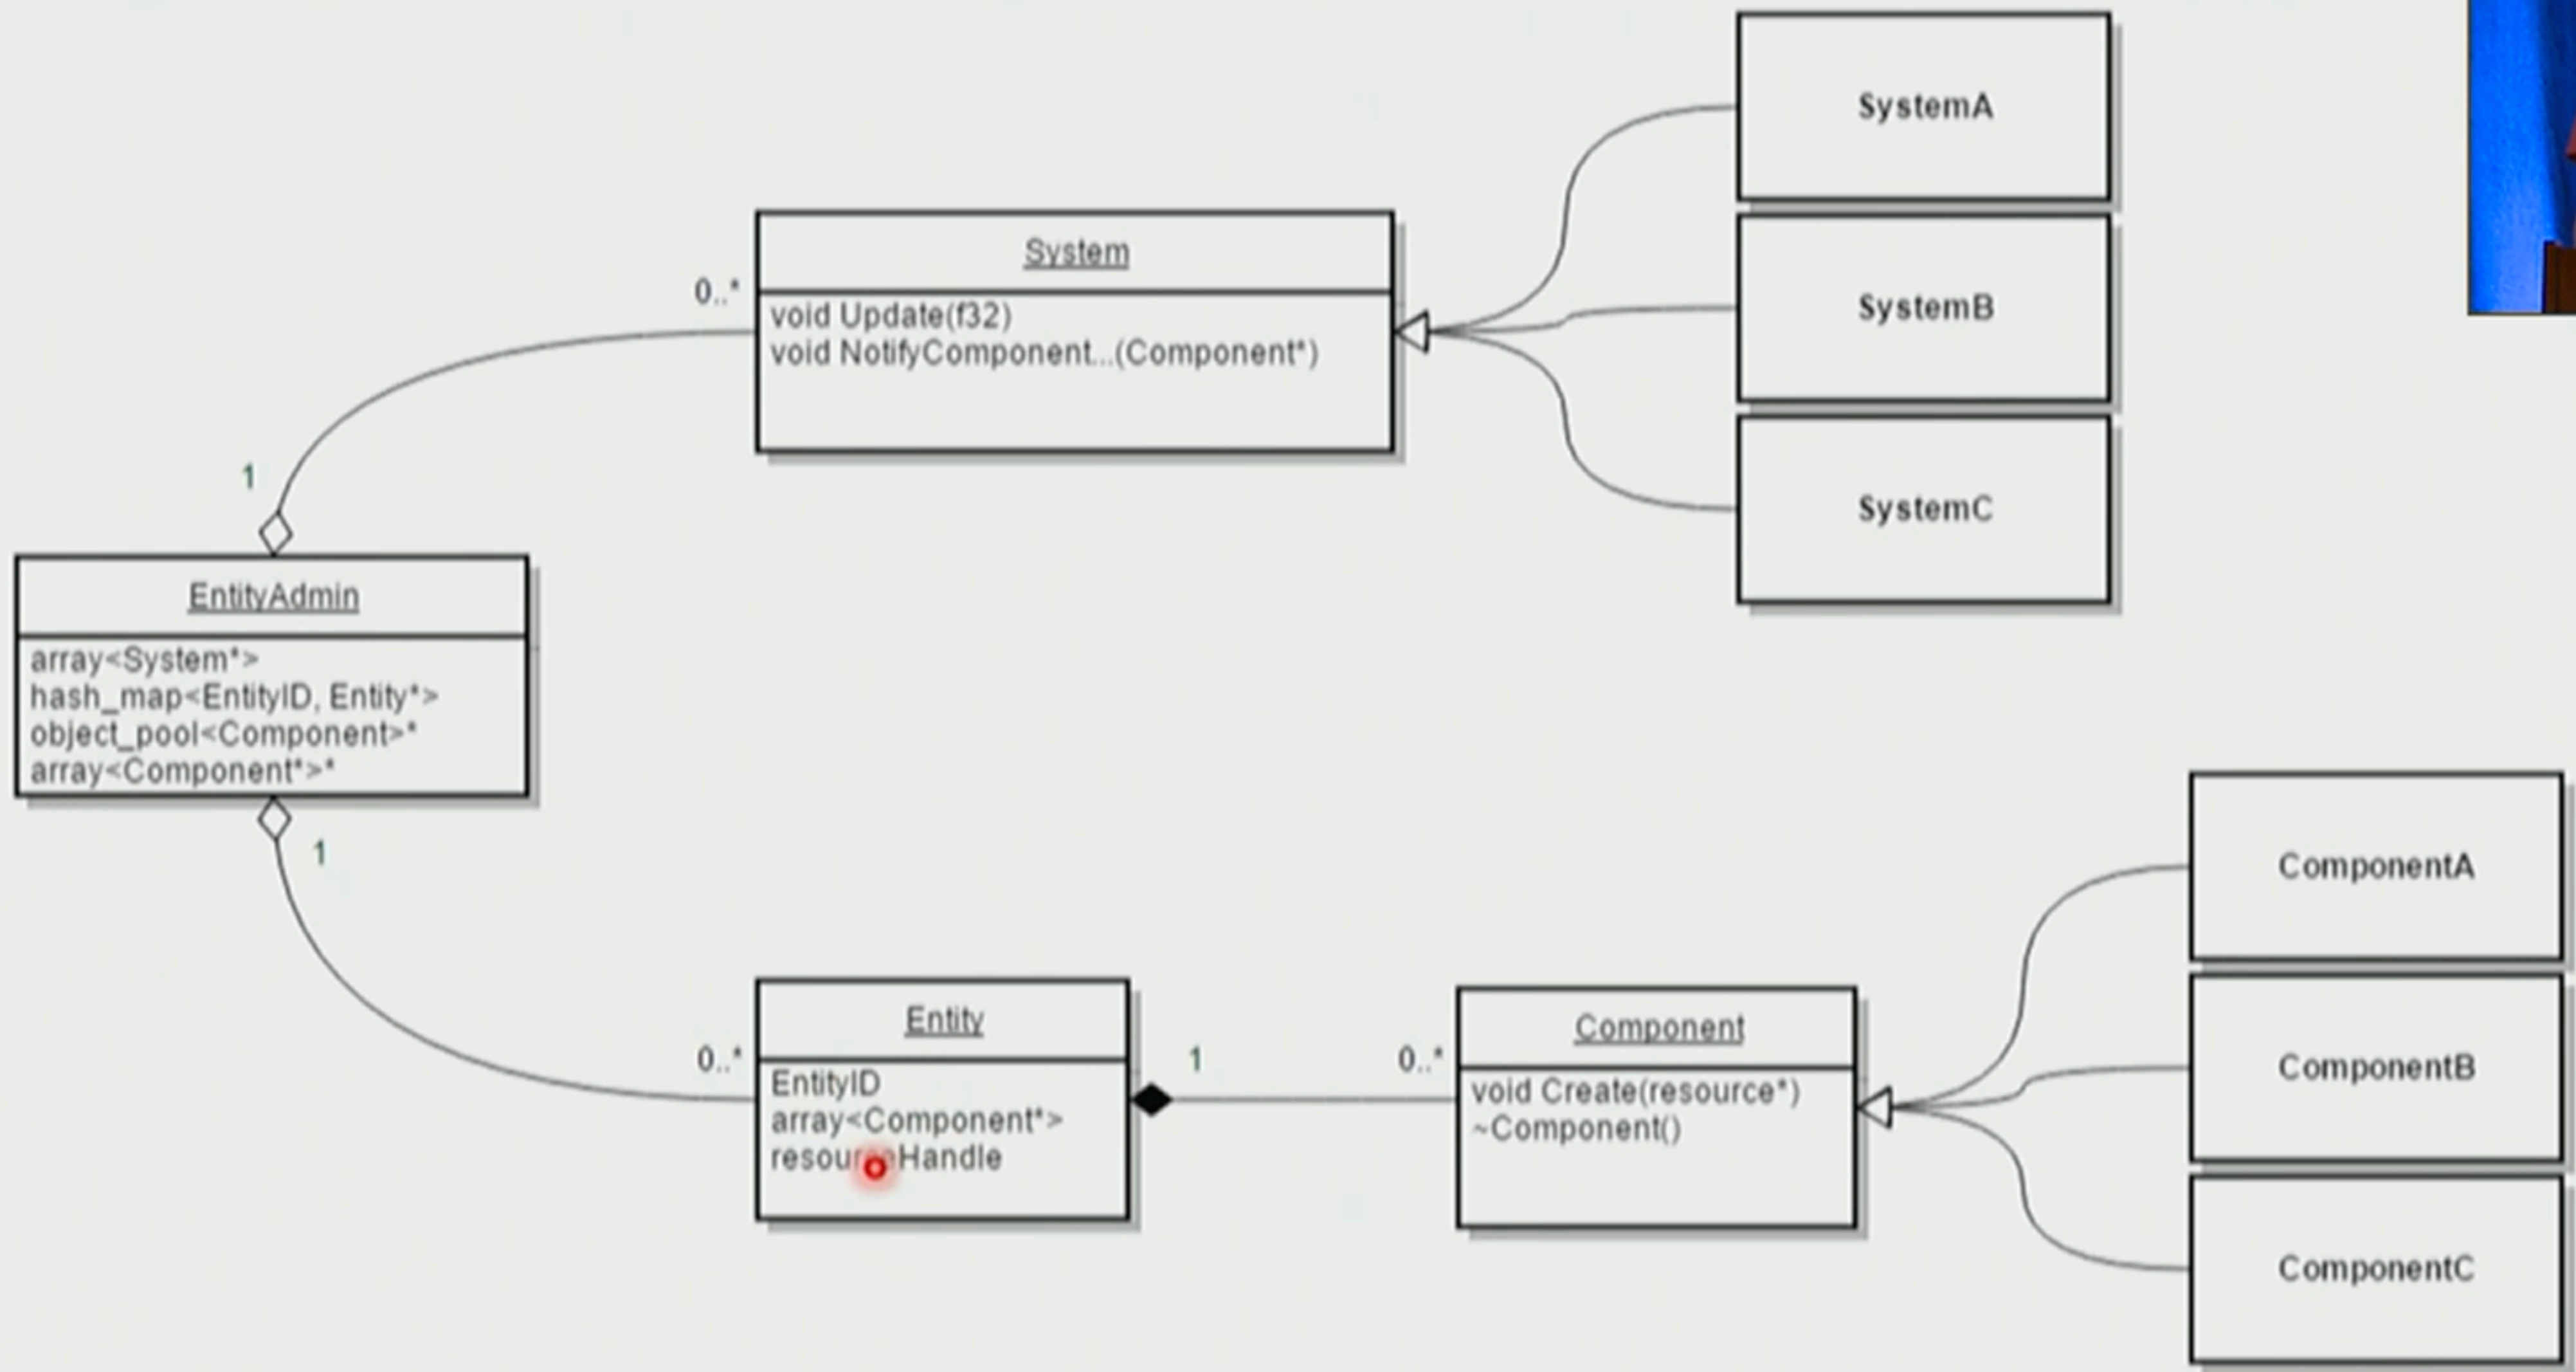 SystemA
System
0..*
void Update(f32)
void NotifyComponent...(Component*)
SystemB
SystemC
1
EntityAdmin
array<System*>
hash_map<EntityID, Entity*>
object_pool<Component>*
array<Component*>*
1
ComponentA
Entity
0..*
EntityID
array<Component*>
resourceHandle
1
0..*
Component
void Create(resource*)
~Component()
ComponentB
ComponentC